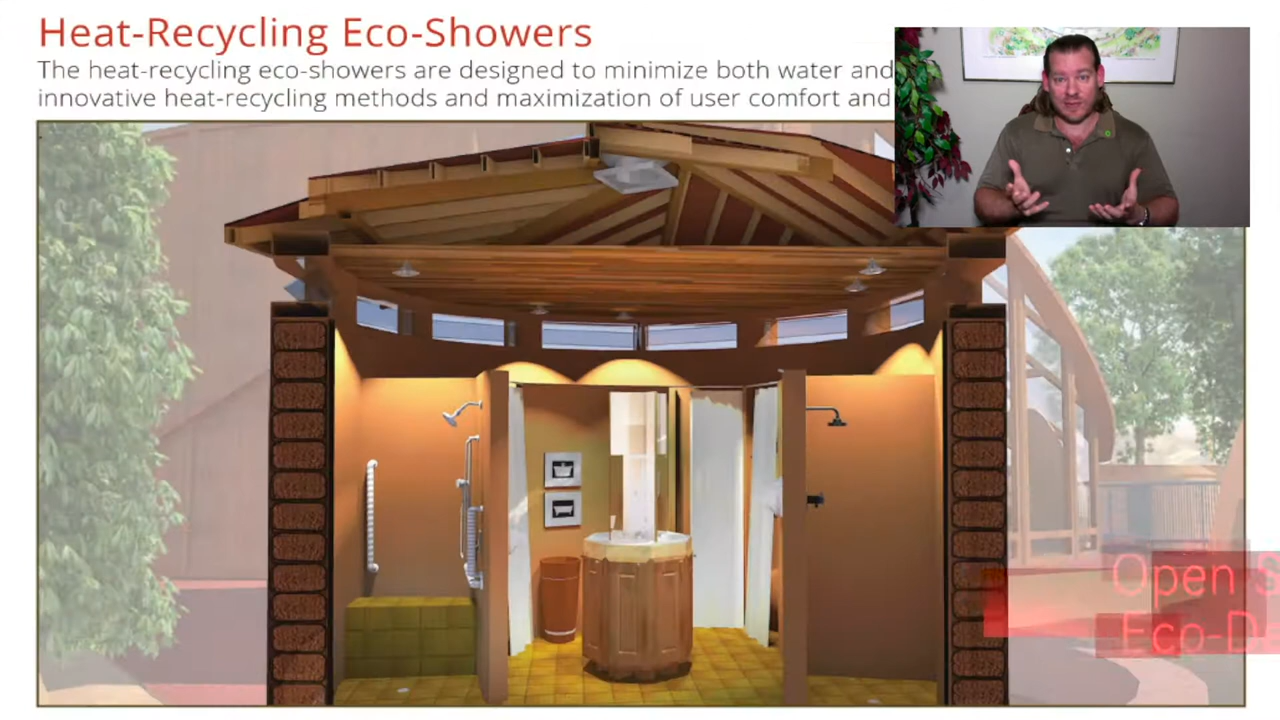 Heat-Recycling Eco-Showers
The heat-recycling eco-showers are designed to minimize both water and
innovative heat-recycling methods and maximization of user comfort and
Open